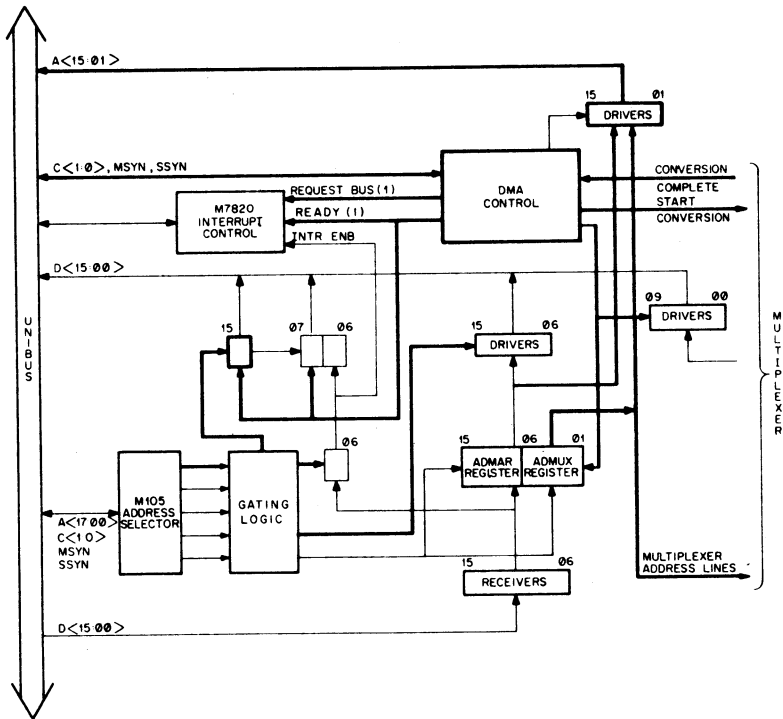 A<15:01>
15 01
DRIVERS
C<1:0>, MSYN, SSYN
REQUEST BUS(1)
READY (1)
INTR ENB
M7820
INTERRUPT
CONTROL
DMA
CONTROL
CONVERSION
COMPLETE
START
CONVERSION
D<15:00>
15
07 06
15 06
DRIVERS
09 00
DRIVERS
UNIBUS
MULTIPLEXER
06
15 06 01
ADMAR
REGISTER
ADMUX
REGISTER
M105
ADDRESS
SELECTOR
GATING
LOGIC
A<17 00>
C<1 0>
MSYN
SSYN
MULTIPLEXER
ADDRESS LINES
15 06
RECEIVERS
D<15:00>